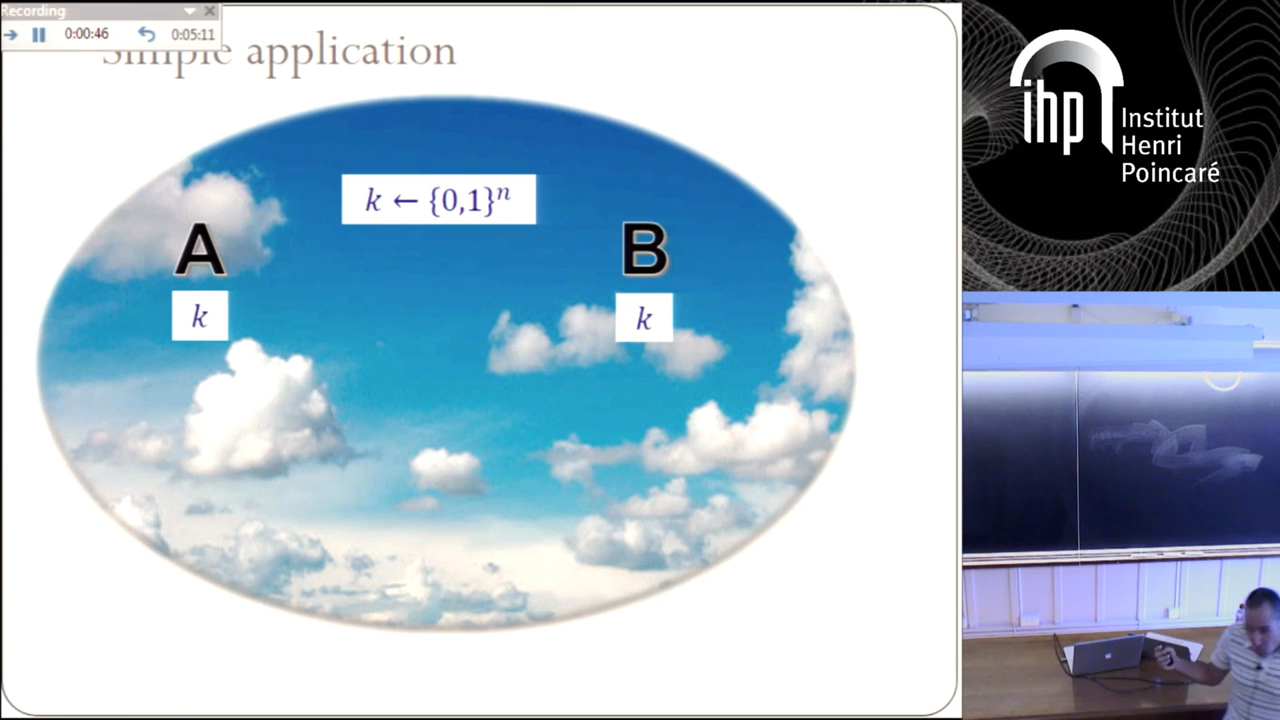 Recording
0:00:46
0:05:11
Simple application
k ← {0,1}ⁿ
A
B
k
k
ihp
Institut
Henri
Poincaré